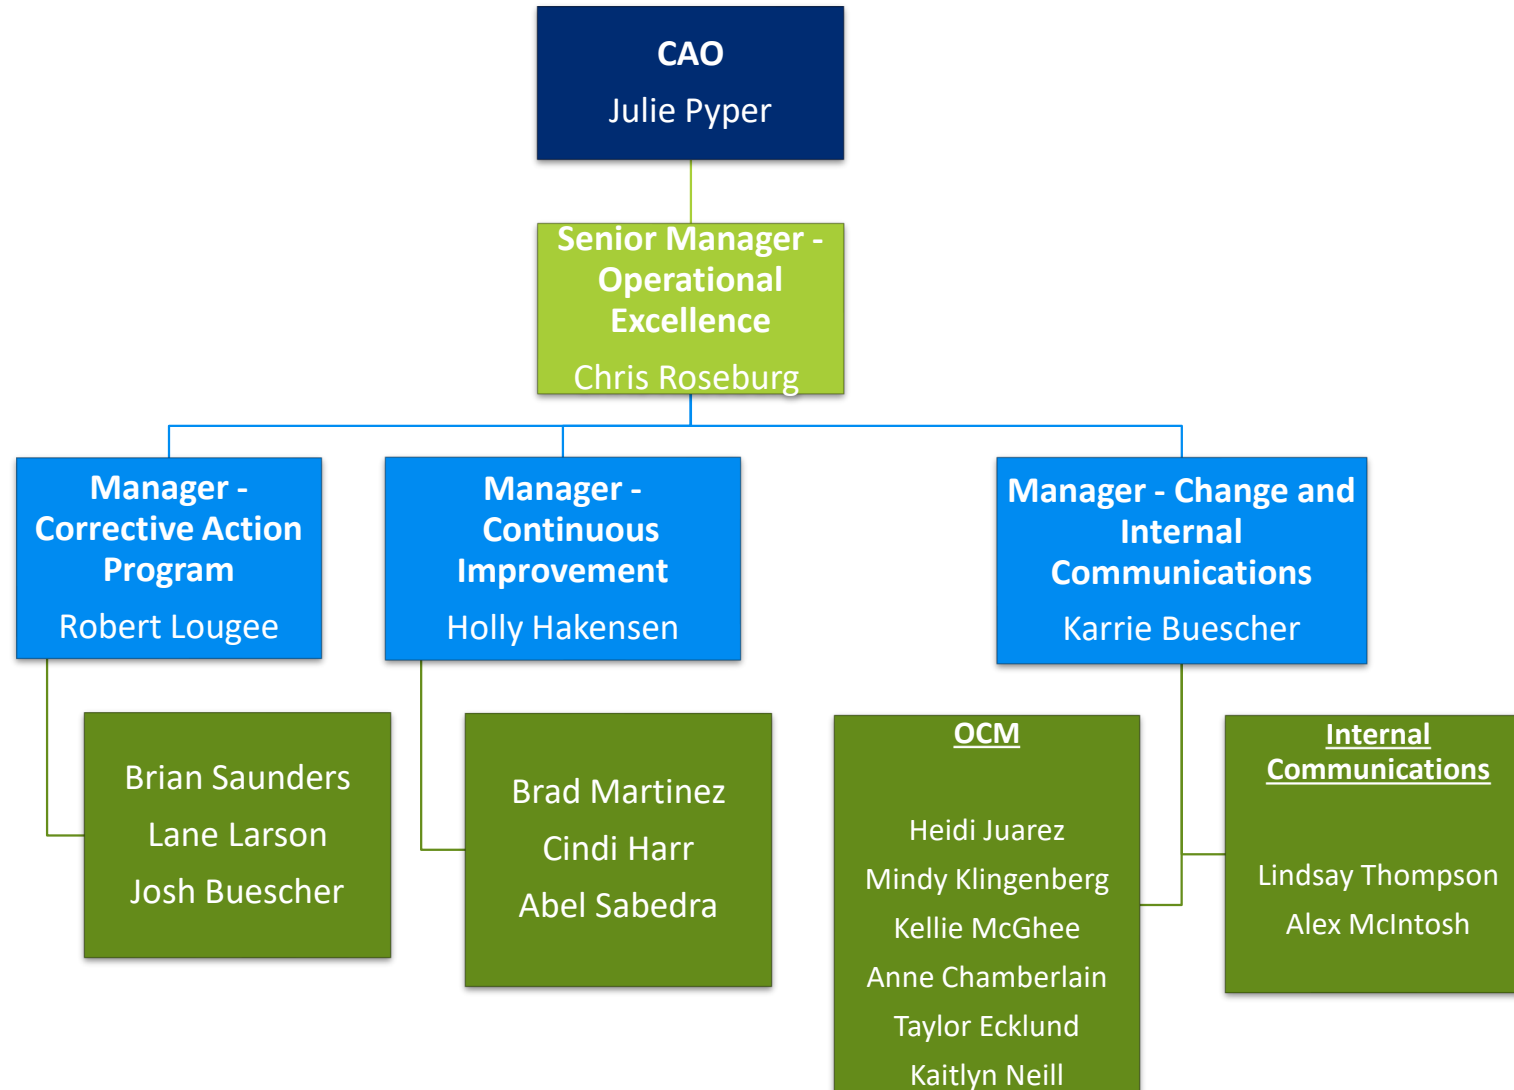 CAO
Julie Pyper
Senior Manager -
Operational
Excellence
Chris Roseburg
Manager -
Corrective Action
Program
Robert Lougee
Manager -
Continuous
Improvement
Holly Hakensen
Manager - Change and
Internal
Communications
Karrie Buescher
Brian Saunders
Lane Larson
Josh Buescher
Brad Martinez
Cindi Harr
Abel Sabedra
OCM
Heidi Juarez
Mindy Klingenberg
Kellie McGhee
Anne Chamberlain
Taylor Ecklund
Kaitlyn Neill
Internal
Communications
Lindsay Thompson
Alex McIntosh